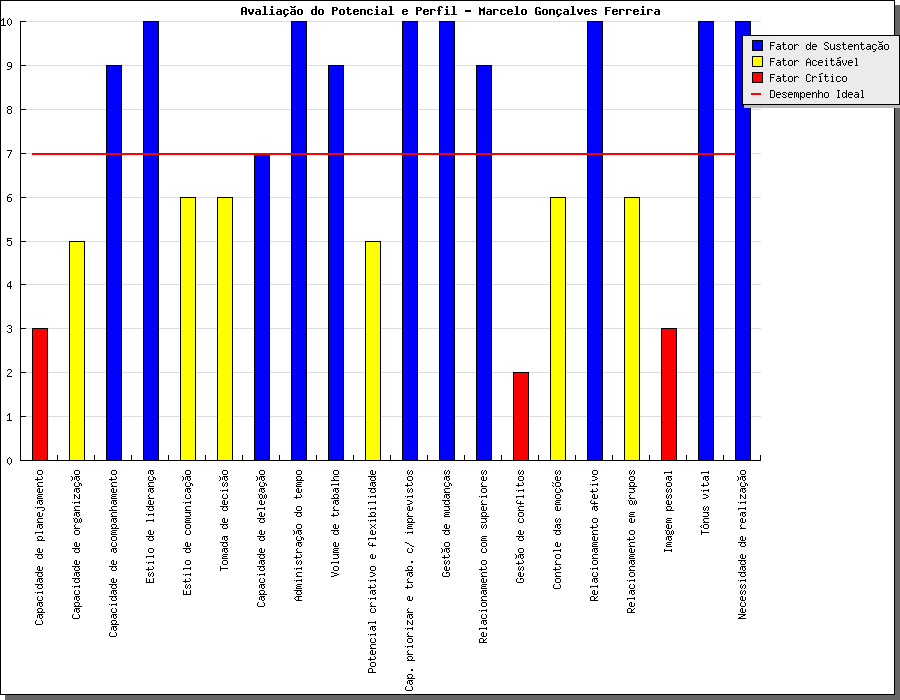 Avaliação do Potencial e Perfil - Marcelo Gonçalves Ferreira
Fator de Sustentação
Fator Aceitável
Fator Crítico
Desempenho Ideal
10
9
8
7
6
5
4
3
2
1
0
Capacidade de planejamento
Capacidade de organização
Capacidade de acompanhamento
Estilo de liderança
Estilo de comunicação
Tomada de decisão
Capacidade de delegação
Administração do tempo
Volume de trabalho
Potencial criativo e flexibilidade
Cap. priorizar e trab. c/ imprevistos
Gestão de mudanças
Relacionamento com superiores
Gestão de conflitos
Controle das emoções
Relacionamento afetivo
Relacionamento em grupos
Imagem pessoal
Tônus vital
Necessidade de realização